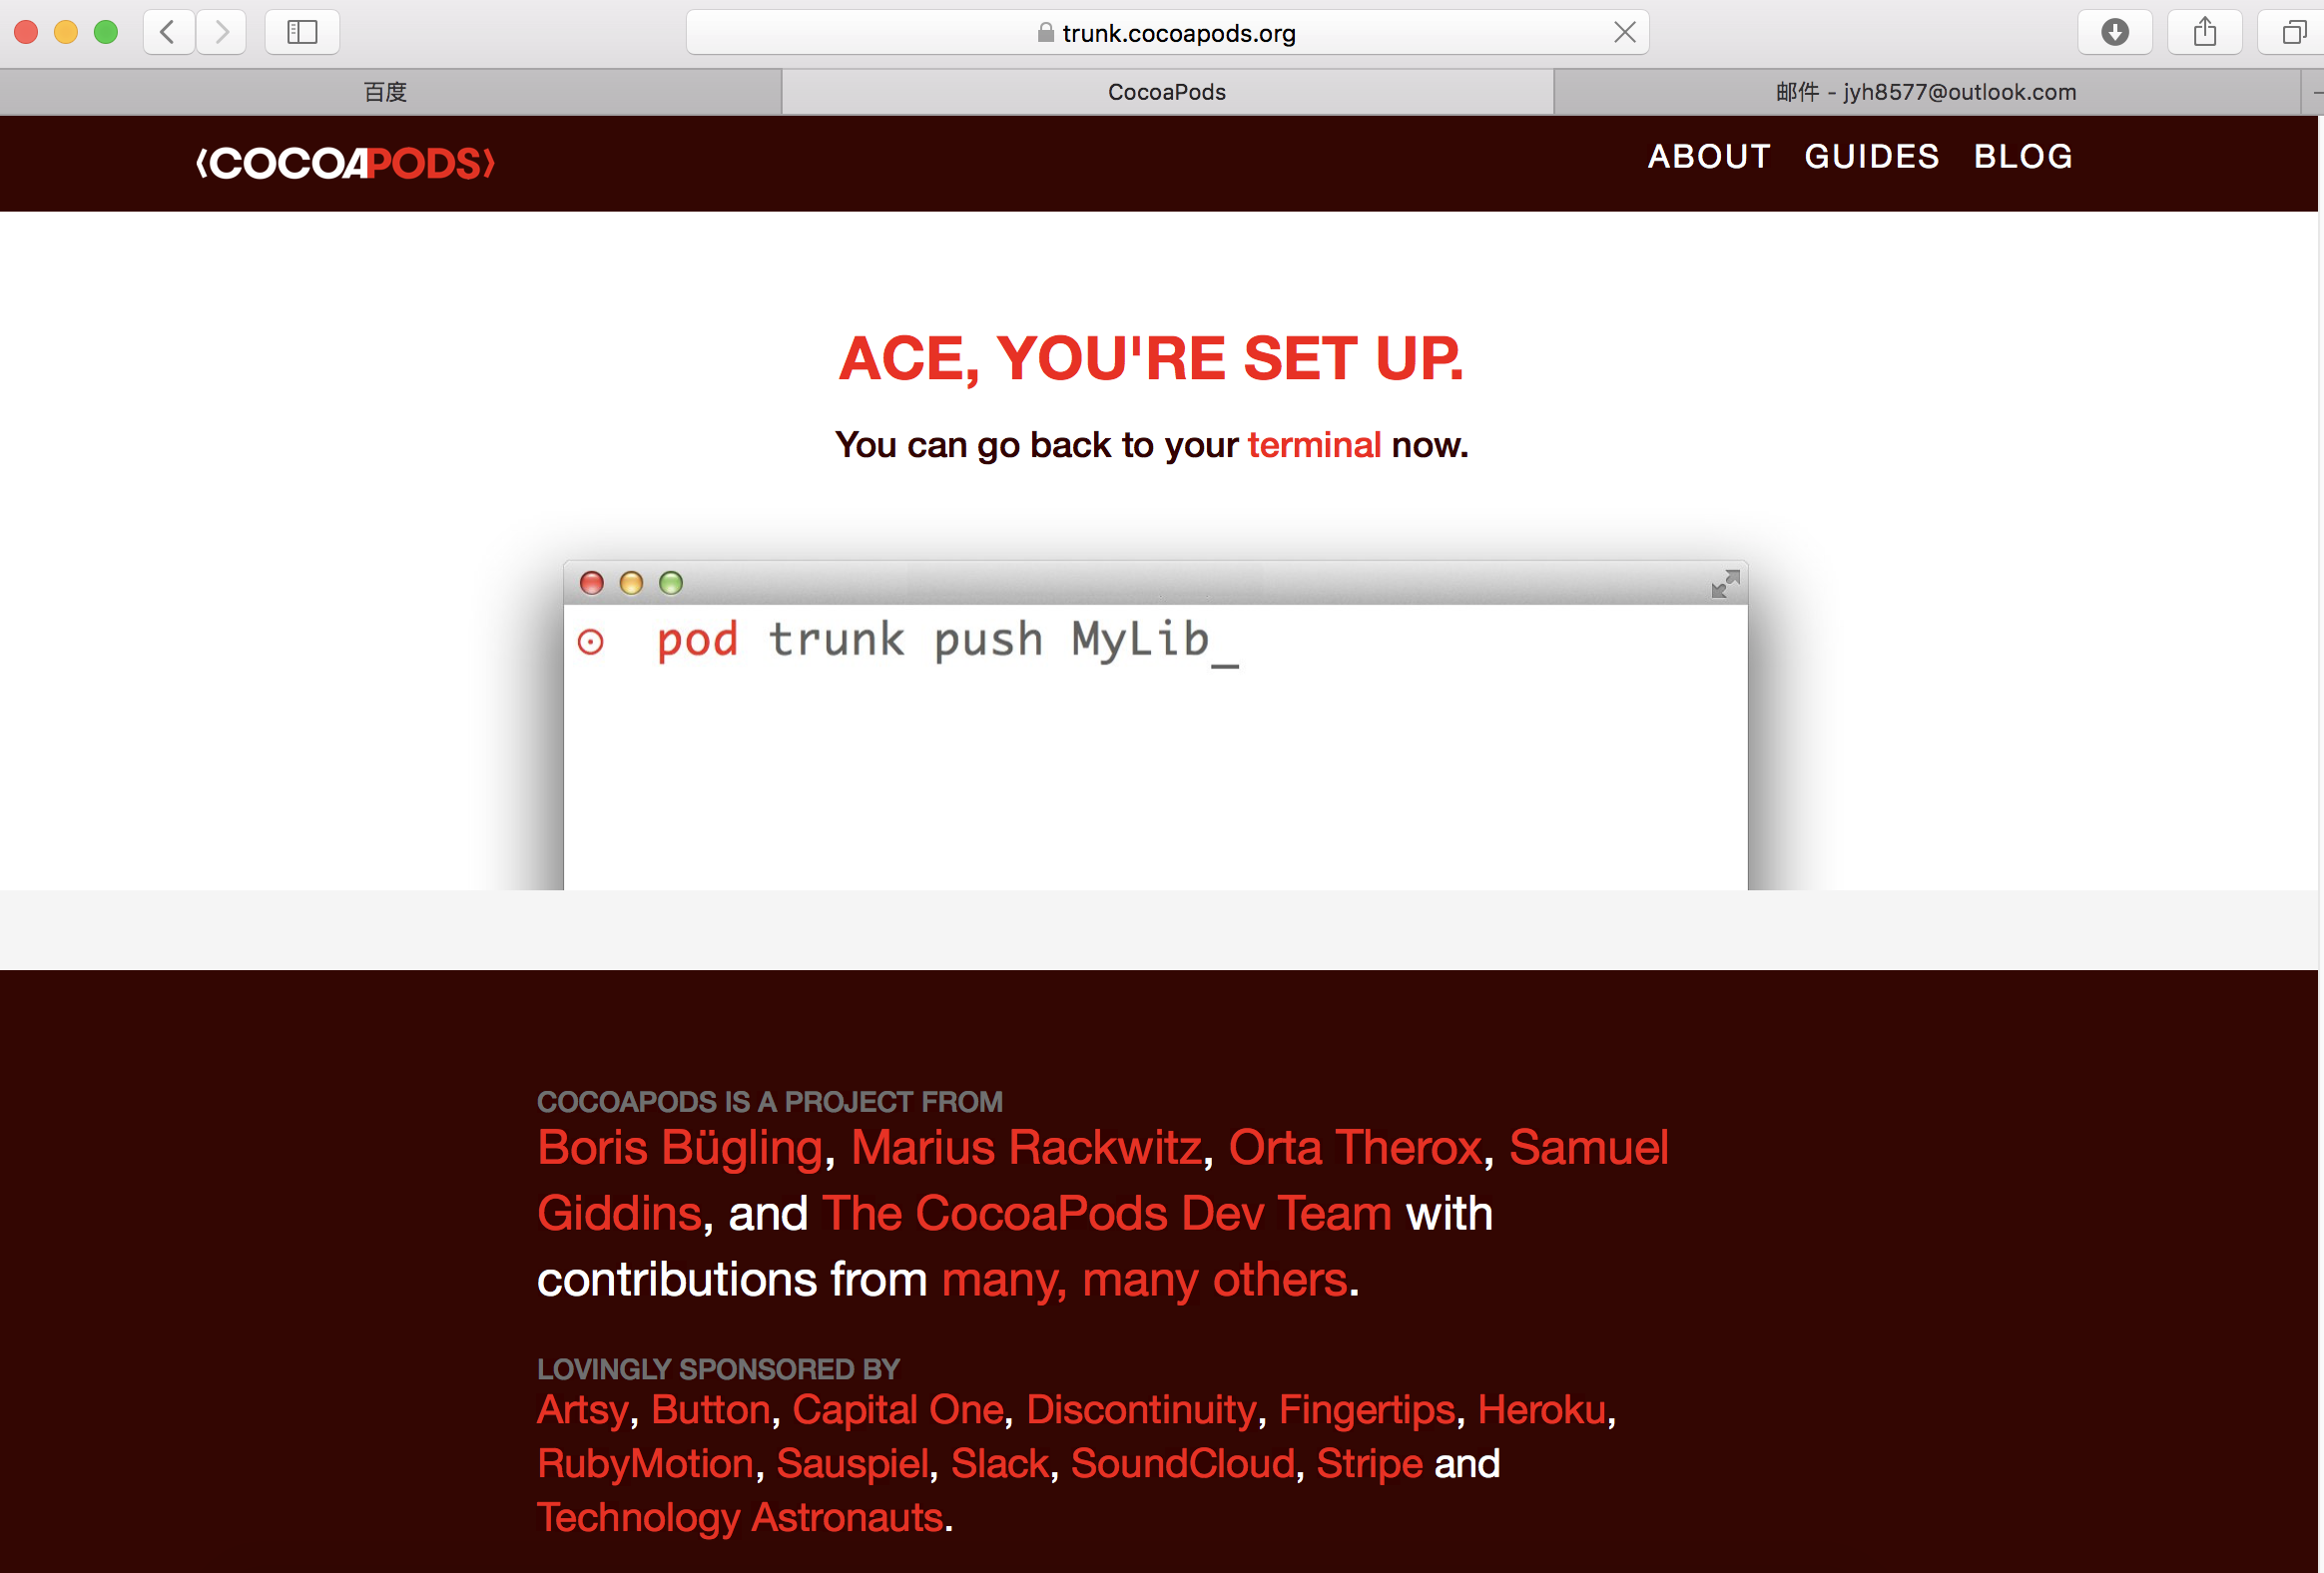 trunk.cocoapods.org
百度
CocoaPods
邮件 - jyh8577@outlook.com
COCOAPODS
ABOUT GUIDES BLOG
ACE, YOU'RE SET UP.
You can go back to your terminal now.
pod trunk push MyLib_
COCOAPODS IS A PROJECT FROM
Boris Bügling, Marius Rackwitz, Orta Therox, Samuel
Giddins, and The CocoaPods Dev Team with
contributions from many, many others.
LOVINGLY SPONSORED BY
Artsy, Button, Capital One, Discontinuity, Fingertips, Heroku,
RubyMotion, Sauspiel, Slack, SoundCloud, Stripe and
Technology Astronauts.